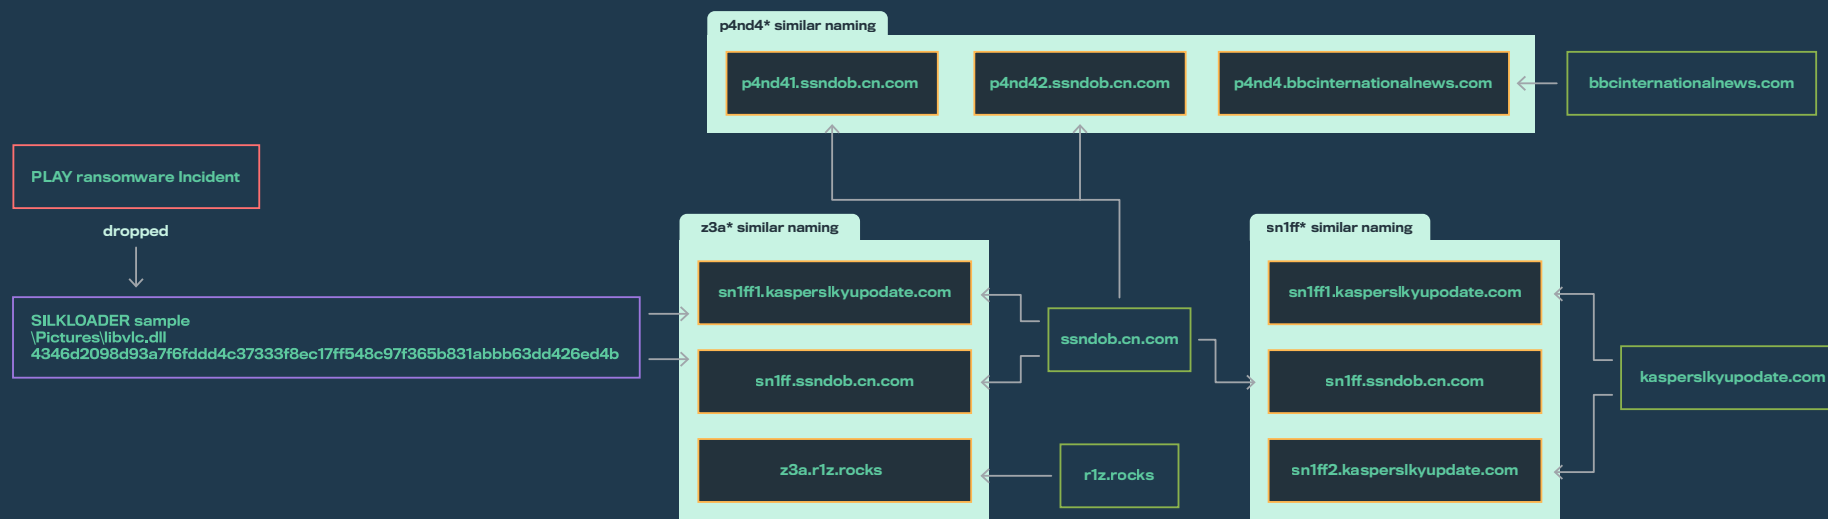 p4nd4* similar naming
p4nd41.ssndob.cn.com
p4nd42.ssndob.cn.com
p4nd4.bbcinternationalnews.com
bbcinternationalnews.com
PLAY ransomware Incident
dropped
SILKLOADER sample
\Pictures\libvlc.dll
4346d2098d93a7f6fddd4c37333f8ec17ff548c97f365b831abbb63dd426ed4b
z3a* similar naming
sn1ff1.kasperslkyupodate.com
sn1ff.ssndob.cn.com
z3a.r1z.rocks
ssndob.cn.com
r1z.rocks
sn1ff* similar naming
sn1ff1.kasperslkyupodate.com
sn1ff.ssndob.cn.com
sn1ff2.kasperslkyupdate.com
kasperslkyupodate.com